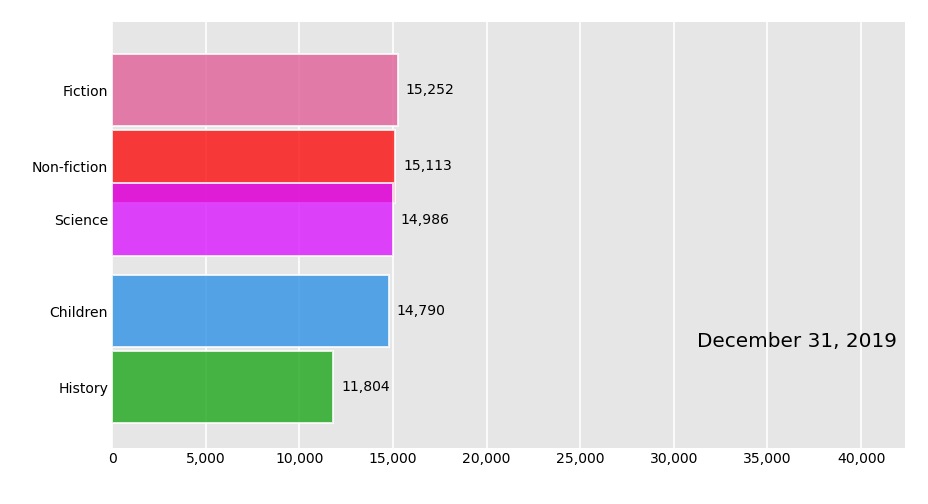 Fiction 15,252
Non-fiction 15,113
Science 14,986
Children 14,790
December 31, 2019
History 11,804
0 5,000 10,000 15,000 20,000 25,000 30,000 35,000 40,000